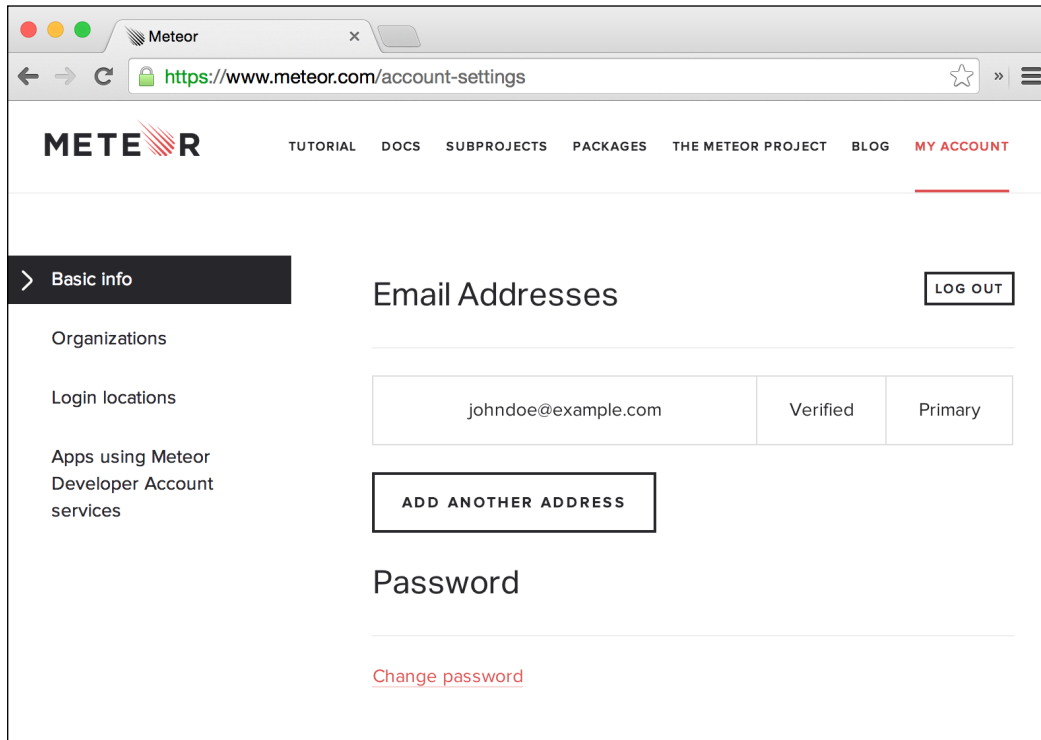 Meteor
https://www.meteor.com/account-settings
METEOR
TUTORIAL DOCS SUBPROJECTS PACKAGES THE METEOR PROJECT BLOG MY ACCOUNT
Basic info
Organizations
Login locations
Apps using Meteor
Developer Account
services
Email Addresses
LOG OUT
johndoe@example.com Verified Primary
ADD ANOTHER ADDRESS
Password
Change password